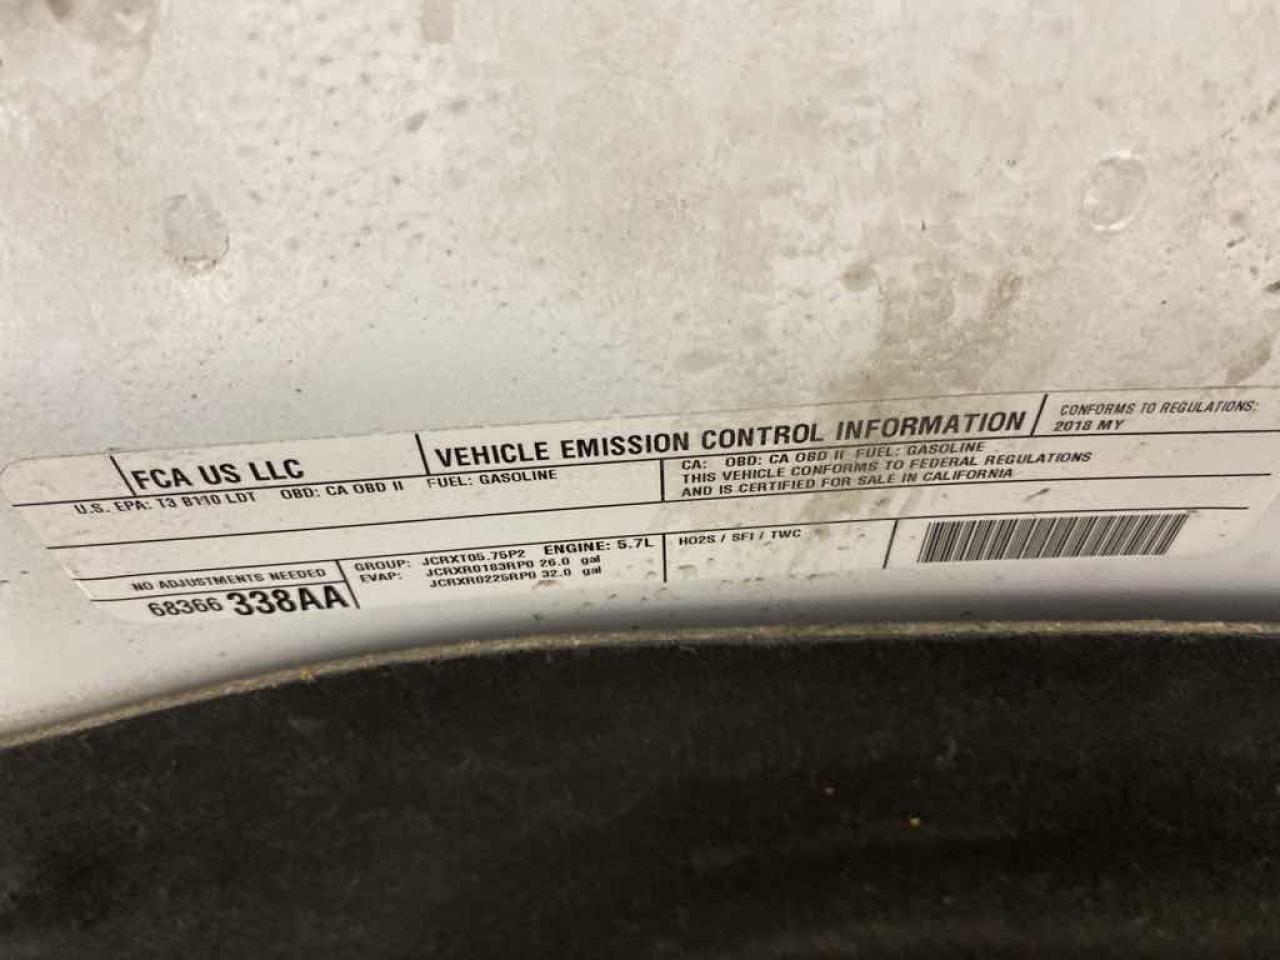 FCA US LLC
VEHICLE EMISSION CONTROL INFORMATION
CONFORMS TO REGULATIONS:
2018 MY
U.S. EPA: T3 B110 LDT OBD: CA OBD II FUEL: GASOLINE
CA: OBD: CA OBD II FUEL: GASOLINE
THIS VEHICLE CONFORMS TO FEDERAL REGULATIONS
AND IS CERTIFIED FOR SALE IN CALIFORNIA
NO ADJUSTMENTS NEEDED
68366 338AA
GROUP: JCRXT05.75P2 ENGINE: 5.7L
EVAP: JCRXR0183RP0 26.0 gal
JCRXR0225RP0 32.0 gal
HO2S / SFI / TWC